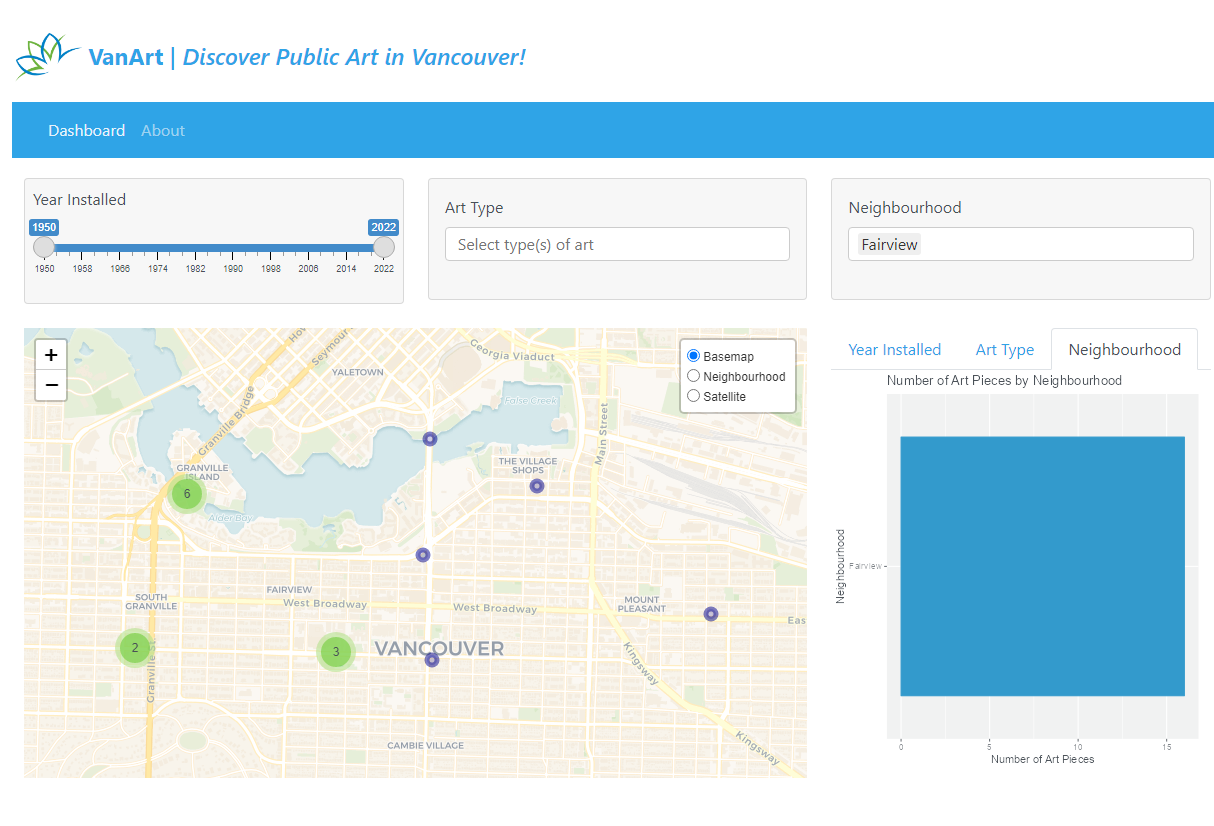 VanArt | Discover Public Art in Vancouver!
Dashboard About
Year Installed
1950 2022
1950 1958 1966 1974 1982 1990 1998 2006 2014 2022
Art Type
Select type(s) of art
Neighbourhood
Fairview
+
−
Basemap
Neighbourhood
Satellite
Seymour
Georgia Viaduct
YALETOWN
Granville Bridge
False Creek
Main Street
GRANVILLE
ISLAND
6
THE VILLAGE
SHOPS
Alder Bay
FAIRVIEW
SOUTH
GRANVILLE
West Broadway
West Broadway
MOUNT
PLEASANT
East
2
3
VANCOUVER
Granville St.
Kingsway
CAMBIE VILLAGE
Kingsway
Year Installed Art Type Neighbourhood
Number of Art Pieces by Neighbourhood
Neighbourhood
Fairview
0 5 10 15
Number of Art Pieces